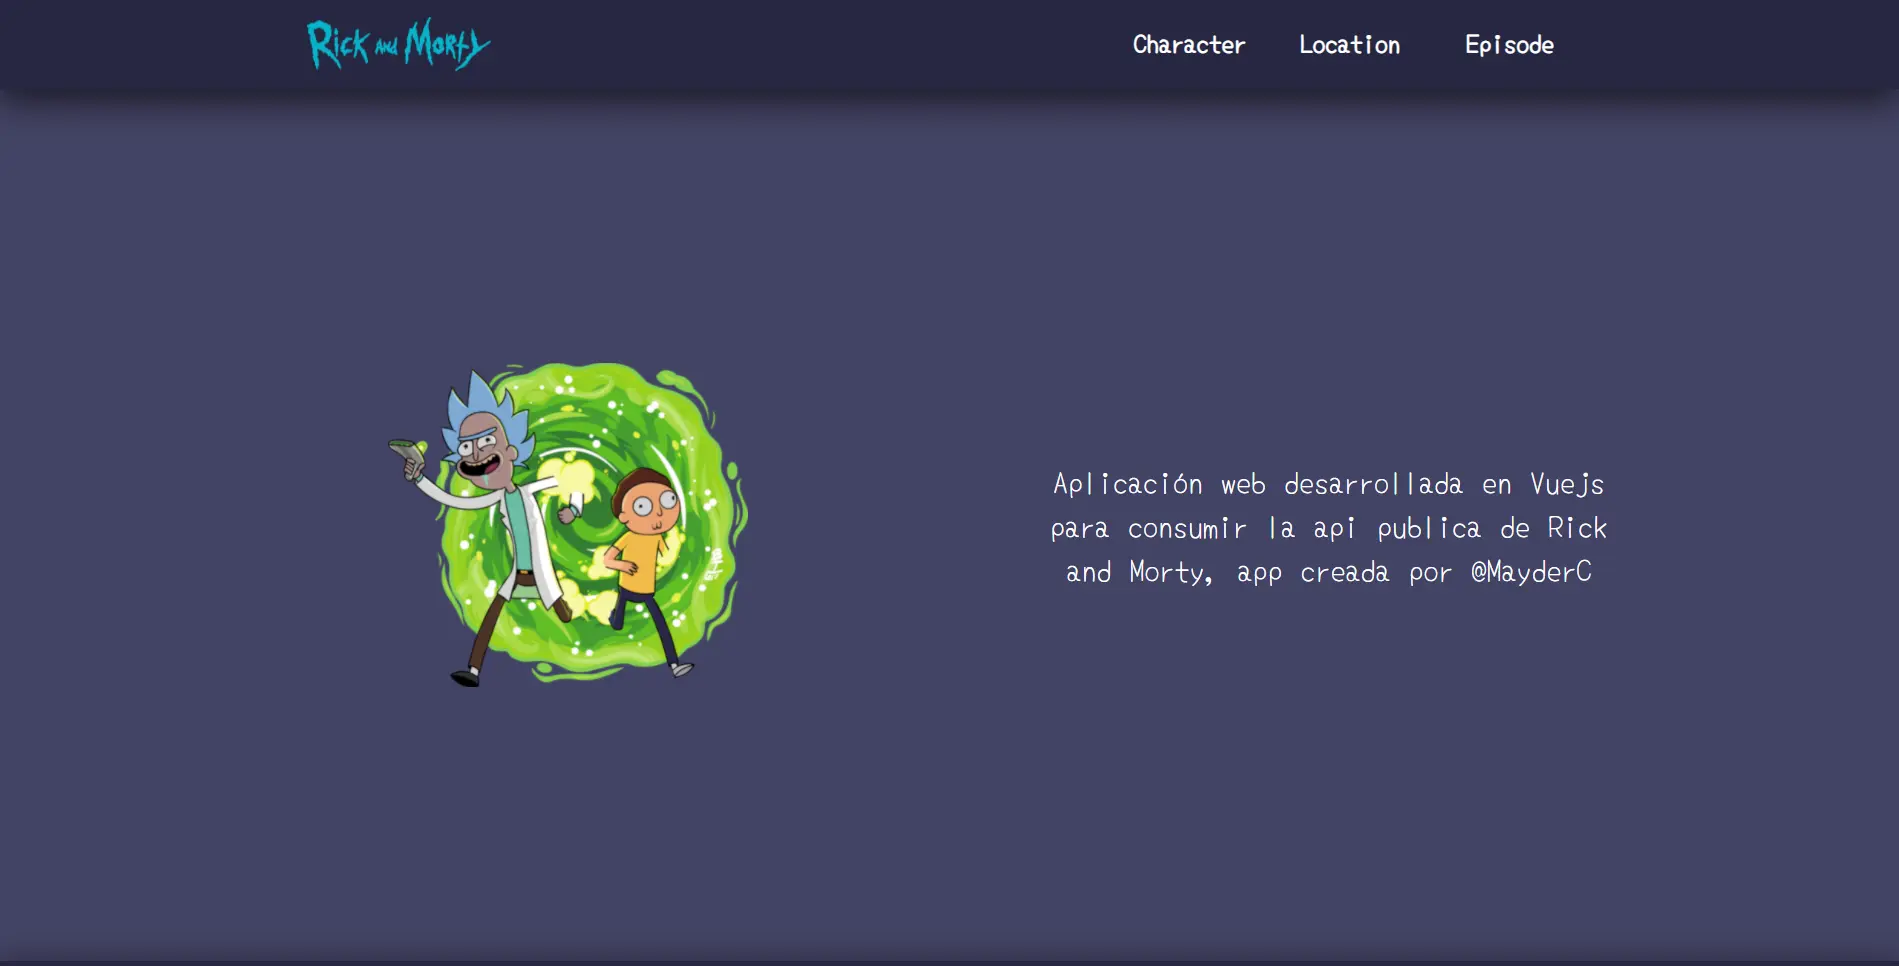 Rick and Morty
Character Location Episode
Aplicación web desarrollada en Vuejs
para consumir la api publica de Rick
and Morty, app creada por @MayderC